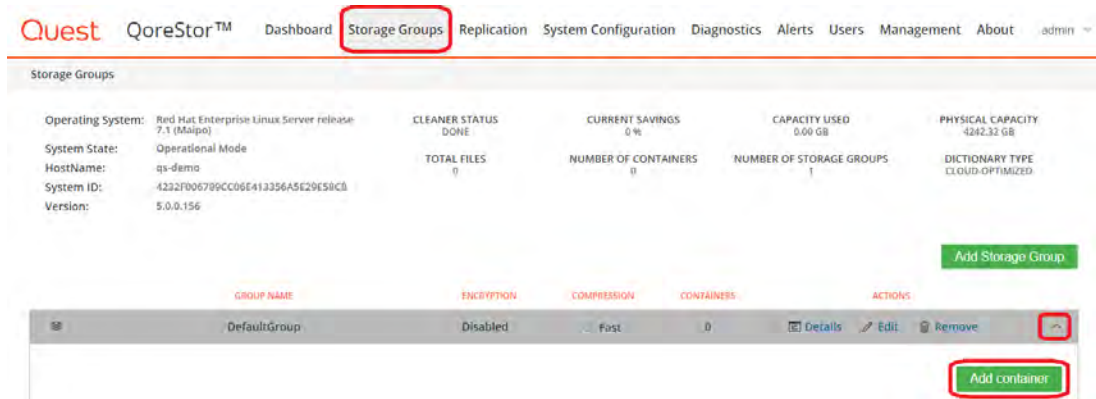 Quest QoreStor™ Dashboard Storage Groups Replication System Configuration Diagnostics Alerts Users Management About admin
Storage Groups
Operating System: Red Hat Enterprise Linux Server release 7.1 (Maipo)
System State: Operational Mode
HostName: qs-demo
System ID:
Version: 5.0.0.156
CLEANER STATUS
DONE
CURRENT SAVINGS
0 %
CAPACITY USED
0.00 GB
PHYSICAL CAPACITY
4242.32 GB
TOTAL FILES
0
NUMBER OF CONTAINERS
0
NUMBER OF STORAGE GROUPS
1
DICTIONARY TYPE
CLOUD-OPTIMIZED
Add Storage Group
GROUP NAME ENCRYPTION COMPRESSION CONTAINERS ACTIONS
DefaultGroup Disabled Fast 0 Details Edit Remove
Add container